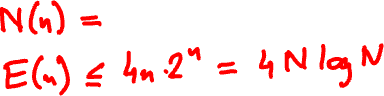 N(n) =
E(n) ≤ 4n·2ⁿ = 4 N log N